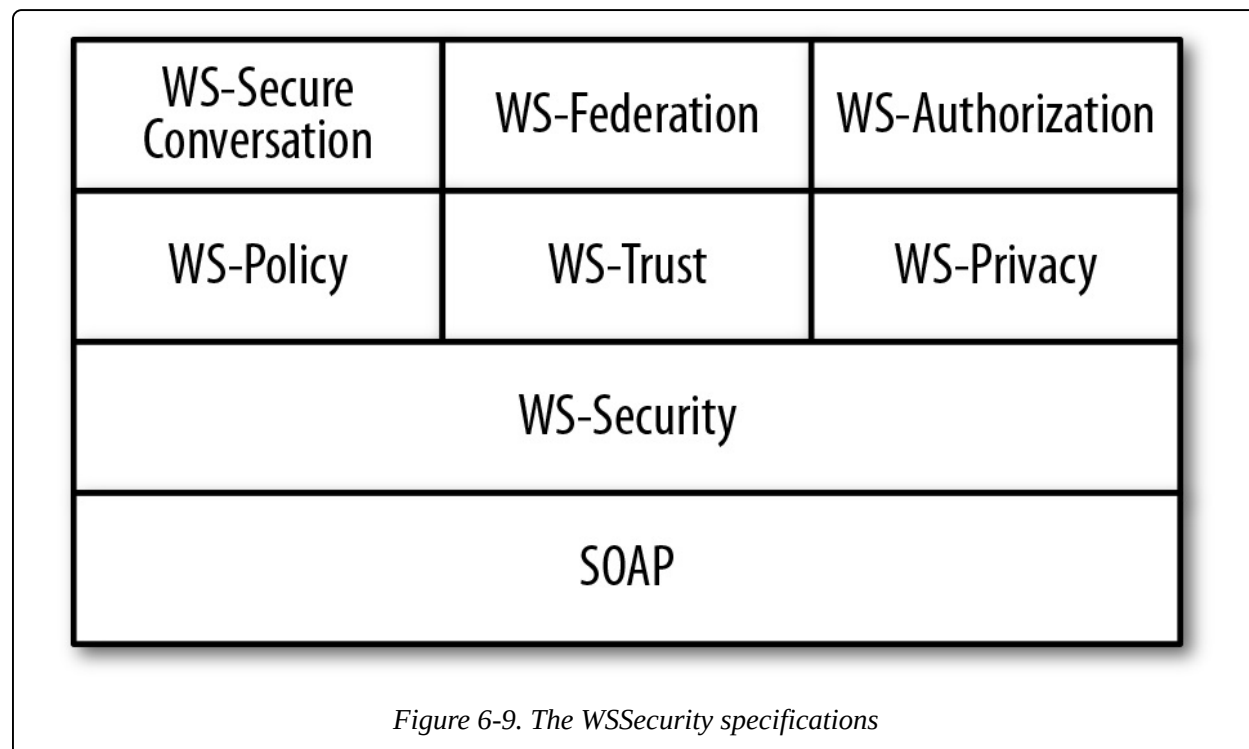 WS-Secure
Conversation
WS-Federation
WS-Authorization
WS-Policy
WS-Trust
WS-Privacy
WS-Security
SOAP
Figure 6-9. The WSSecurity specifications